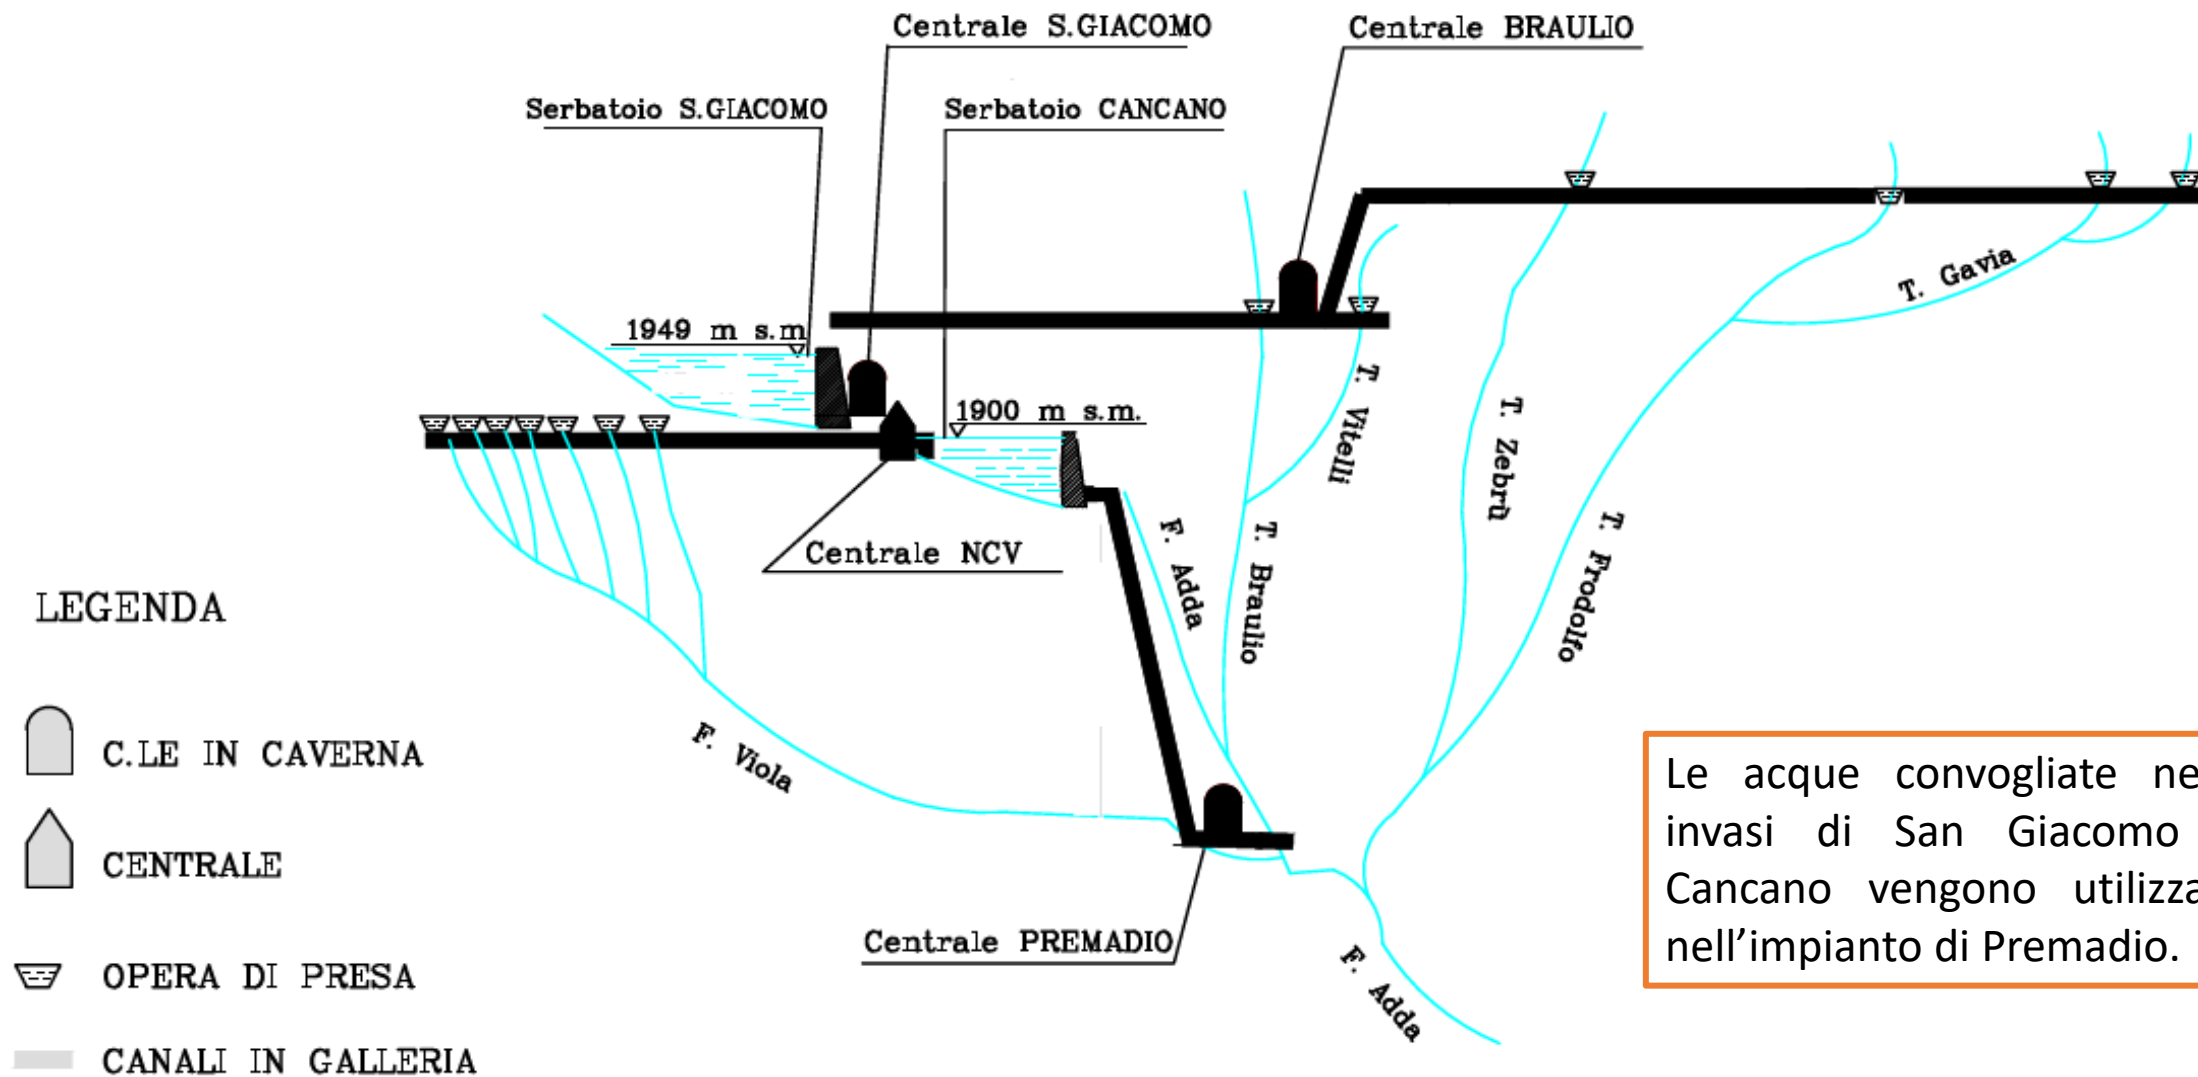 Centrale S.GIACOMO
Centrale BRAULIO
Serbatoio S.GIACOMO
Serbatoio CANCANO
T. Gavia
1949 m s.m
1900 m s.m.
T. Vitelli
T. Zebrù
T. Frodolfo
F. Adda
T. Braulio
Centrale NCV
LEGENDA
F. Viola
C.LE IN CAVERNA
CENTRALE
OPERA DI PRESA
CANALI IN GALLERIA
Centrale PREMADIO
F. Adda
Le acque convogliate ne
invasi di San Giacomo
Cancano vengono utilizza
nell’impianto di Premadio.